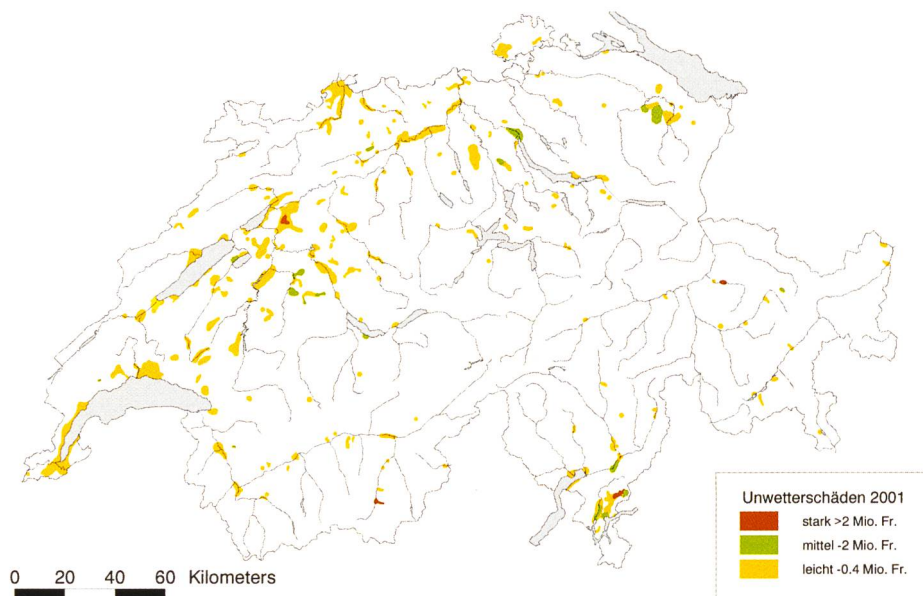 Unwetterschäden 2001
stark >2 Mio. Fr.
mittel -2 Mio. Fr.
leicht -0.4 Mio. Fr.
0 20 40 60 Kilometers